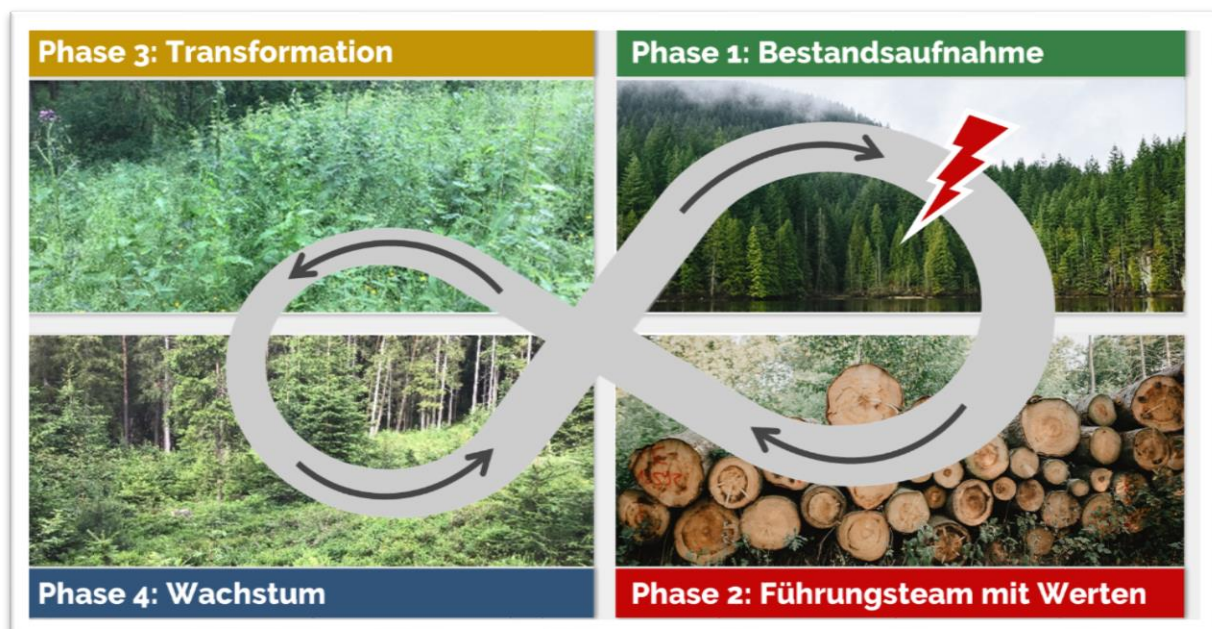 Phase 3: Transformation
Phase 1: Bestandsaufnahme
Phase 4: Wachstum
Phase 2: Führungsteam mit Werten